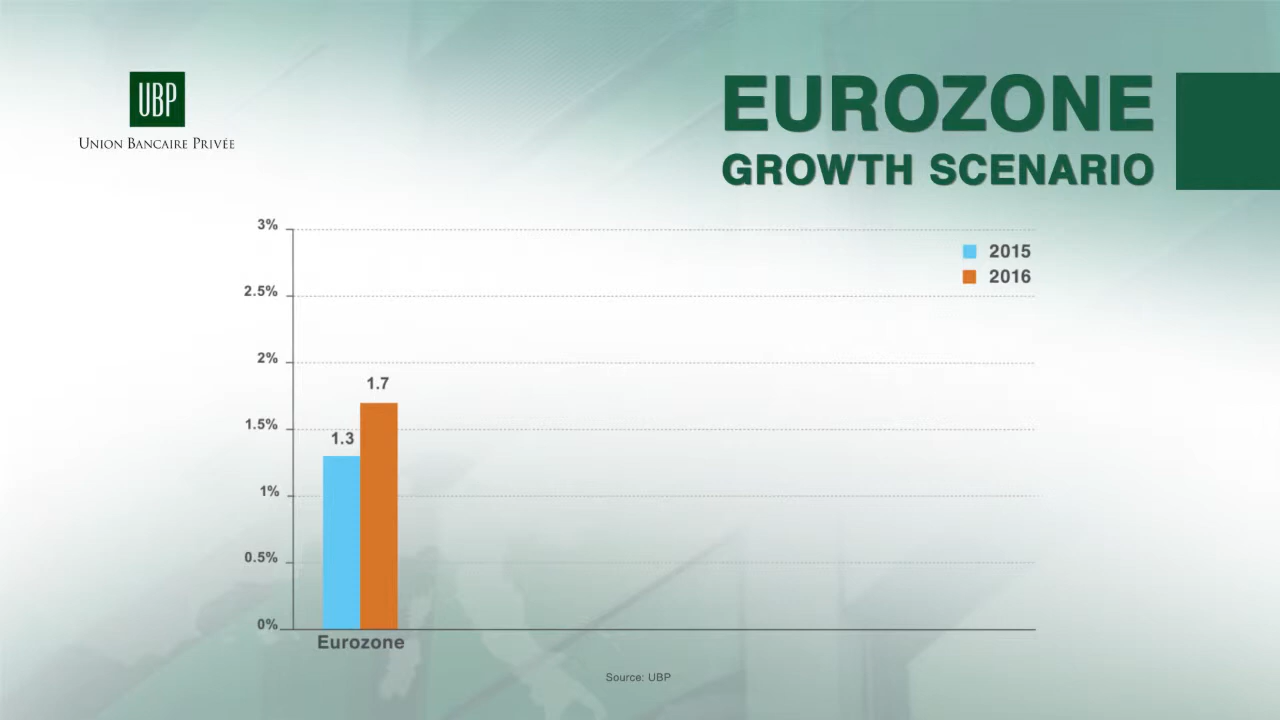 UBP
UNION BANCAIRE PRIVÉE
EUROZONE
GROWTH SCENARIO
3%
2.5%
2%
1.5%
1%
0.5%
0%
2015
2016
1.7
1.3
Eurozone
Source: UBP